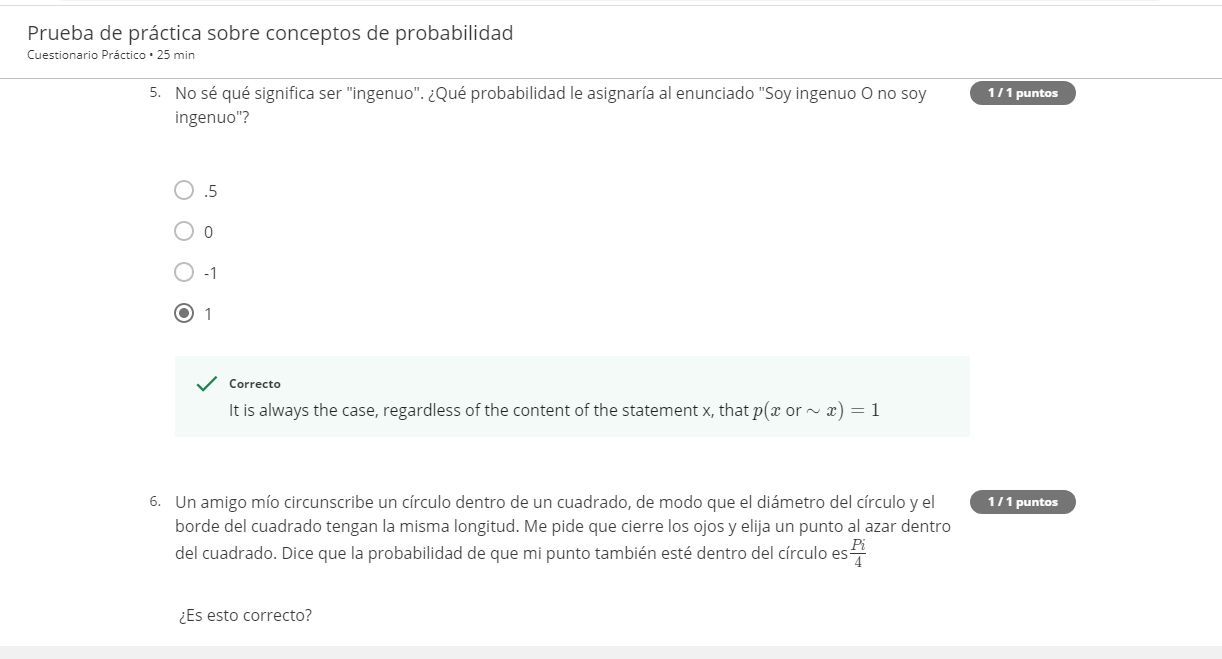 Prueba de práctica sobre conceptos de probabilidad
Cuestionario Práctico • 25 min
5. No sé qué significa ser "ingenuo". ¿Qué probabilidad le asignaría al enunciado "Soy ingenuo O no soy
ingenuo"?
1 / 1 puntos
.5
0
-1
1
Correcto
It is always the case, regardless of the content of the statement x, that p(x or ∼ x) = 1
6. Un amigo mío circunscribe un círculo dentro de un cuadrado, de modo que el diámetro del círculo y el
borde del cuadrado tengan la misma longitud. Me pide que cierre los ojos y elija un punto al azar dentro
del cuadrado. Dice que la probabilidad de que mi punto también esté dentro del círculo es Pi/4
1 / 1 puntos
¿Es esto correcto?